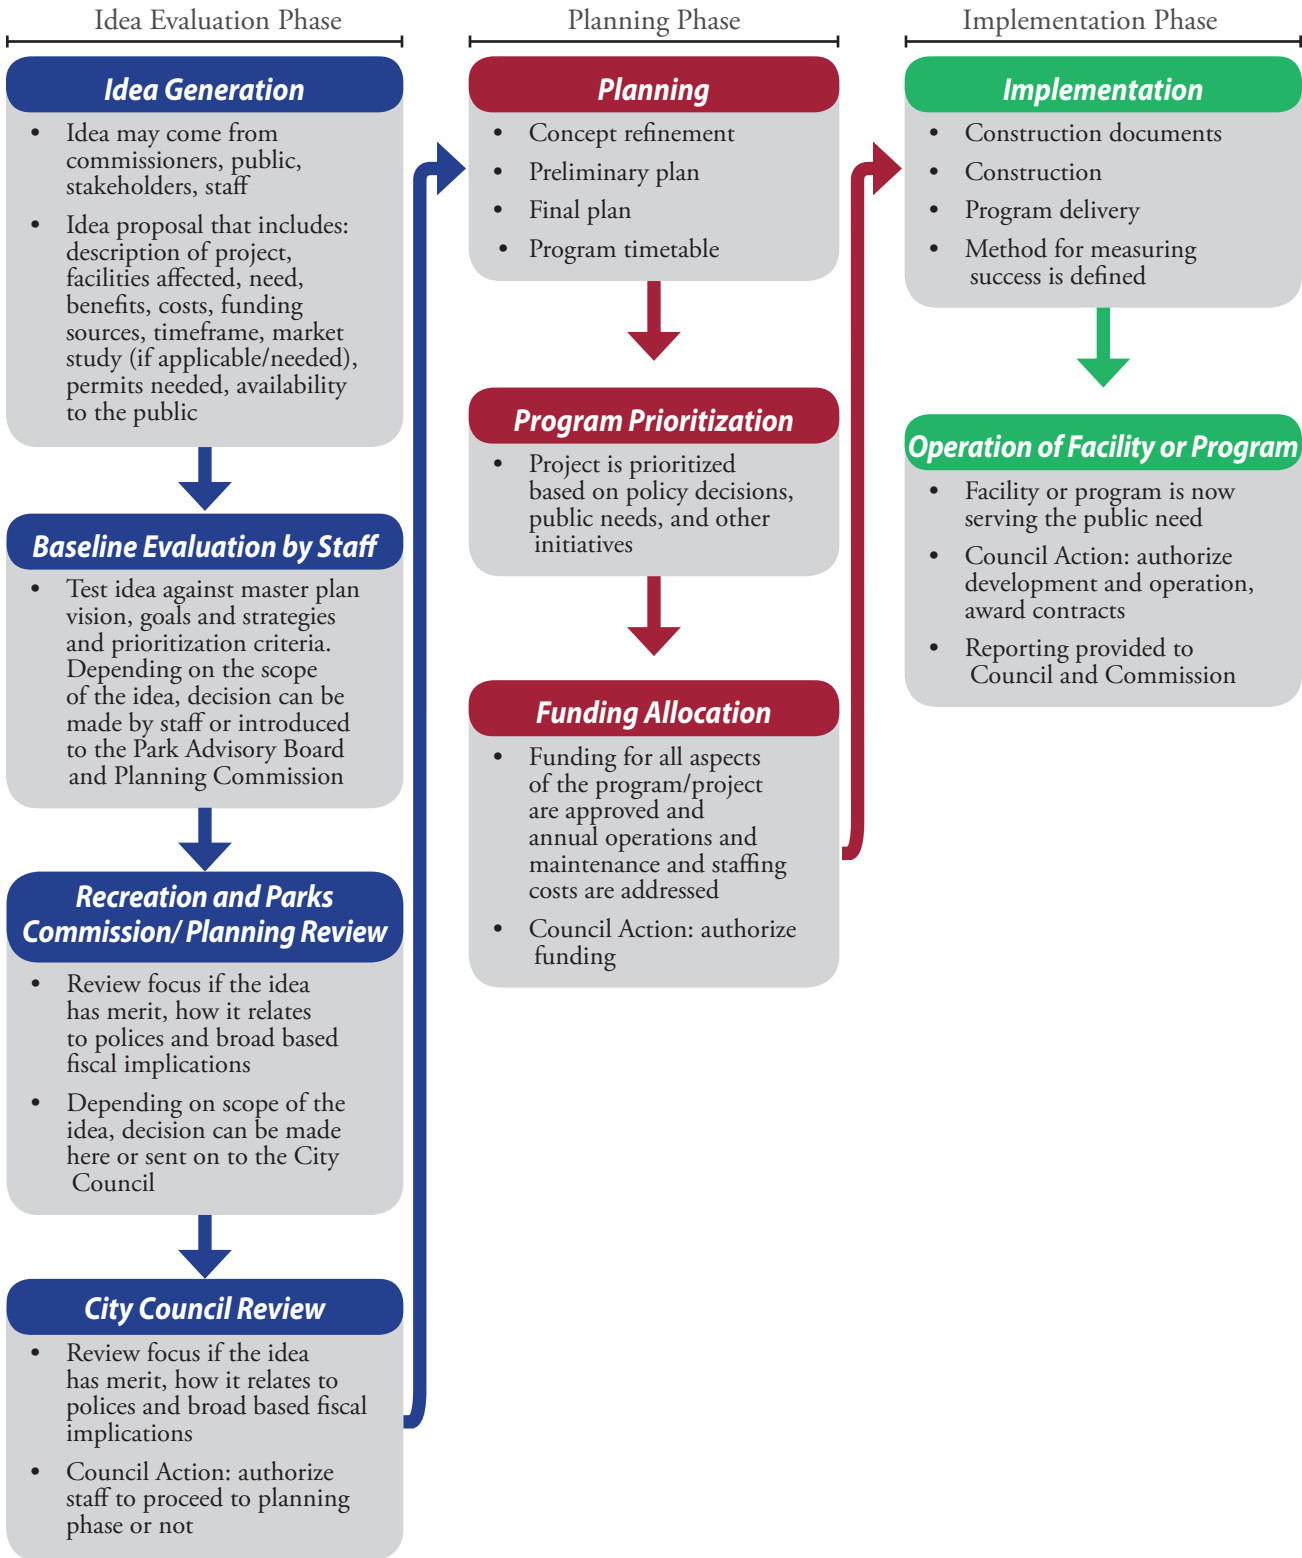 Idea Evaluation Phase
Idea Generation
• Idea may come from
commissioners, public,
stakeholders, staff
• Idea proposal that includes:
description of project,
facilities affected, need,
benefits, costs, funding
sources, timeframe, market
study (if applicable/needed),
permits needed, availability
to the public
Baseline Evaluation by Staff
• Test idea against master plan
vision, goals and strategies
and prioritization criteria.
Depending on the scope
of the idea, decision can be
made by staff or introduced
to the Park Advisory Board
and Planning Commission
Recreation and Parks
Commission/ Planning Review
• Review focus if the idea
has merit, how it relates
to polices and broad based
fiscal implications
• Depending on scope of the
idea, decision can be made
here or sent on to the City
Council
City Council Review
• Review focus if the idea
has merit, how it relates to
polices and broad based fiscal
implications
• Council Action: authorize
staff to proceed to planning
phase or not
Planning Phase
Planning
• Concept refinement
• Preliminary plan
• Final plan
• Program timetable
Program Prioritization
• Project is prioritized
based on policy decisions,
public needs, and other
initiatives
Funding Allocation
• Funding for all aspects
of the program/project
are approved and
annual operations and
maintenance and staffing
costs are addressed
• Council Action: authorize
funding
Implementation Phase
Implementation
• Construction documents
• Construction
• Program delivery
• Method for measuring
success is defined
Operation of Facility or Program
• Facility or program is now
serving the public need
• Council Action: authorize
development and operation,
award contracts
• Reporting provided to
Council and Commission